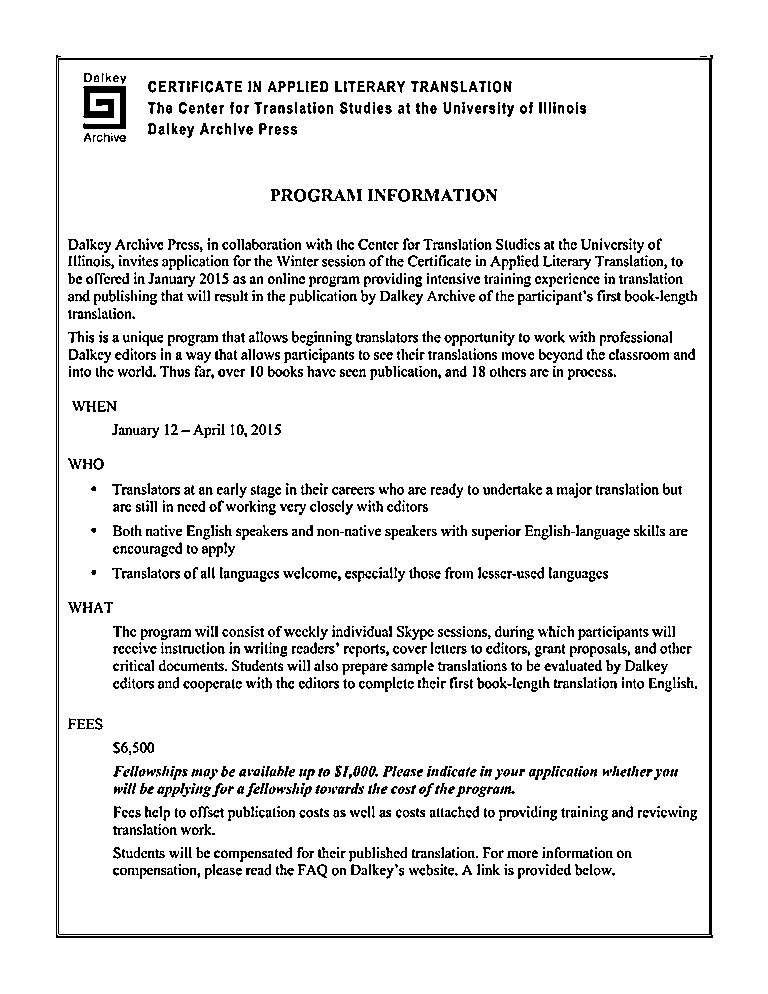 Dalkey
Archive
CERTIFICATE IN APPLIED LITERARY TRANSLATION
The Center for Translation Studies at the University of Illinois
Dalkey Archive Press
PROGRAM INFORMATION
Dalkey Archive Press, in collaboration with the Center for Translation Studies at the University of
Illinois, invites application for the Winter session of the Certificate in Applied Literary Translation, to
be offered in January 2015 as an online program providing intensive training experience in translation
and publishing that will result in the publication by Dalkey Archive of the participant's first book-length
translation.
This is a unique program that allows beginning translators the opportunity to work with professional
Dalkey editors in a way that allows participants to see their translations move beyond the classroom and
into the world. Thus far, over 10 books have seen publication, and 18 others are in process.
WHEN
January 12 – April 10, 2015
WHO
• Translators at an early stage in their careers who are ready to undertake a major translation but
are still in need of working very closely with editors
• Both native English speakers and non-native speakers with superior English-language skills are
encouraged to apply
• Translators of all languages welcome, especially those from lesser-used languages
WHAT
The program will consist of weekly individual Skype sessions, during which participants will
receive instruction in writing readers' reports, cover letters to editors, grant proposals, and other
critical documents. Students will also prepare sample translations to be evaluated by Dalkey
editors and cooperate with the editors to complete their first book-length translation into English.
FEES
$6,500
Fellowships may be available up to $1,000. Please indicate in your application whether you
will be applying for a fellowship towards the cost of the program.
Fees help to offset publication costs as well as costs attached to providing training and reviewing
translation work.
Students will be compensated for their published translation. For more information on
compensation, please read the FAQ on Dalkey's website. A link is provided below.